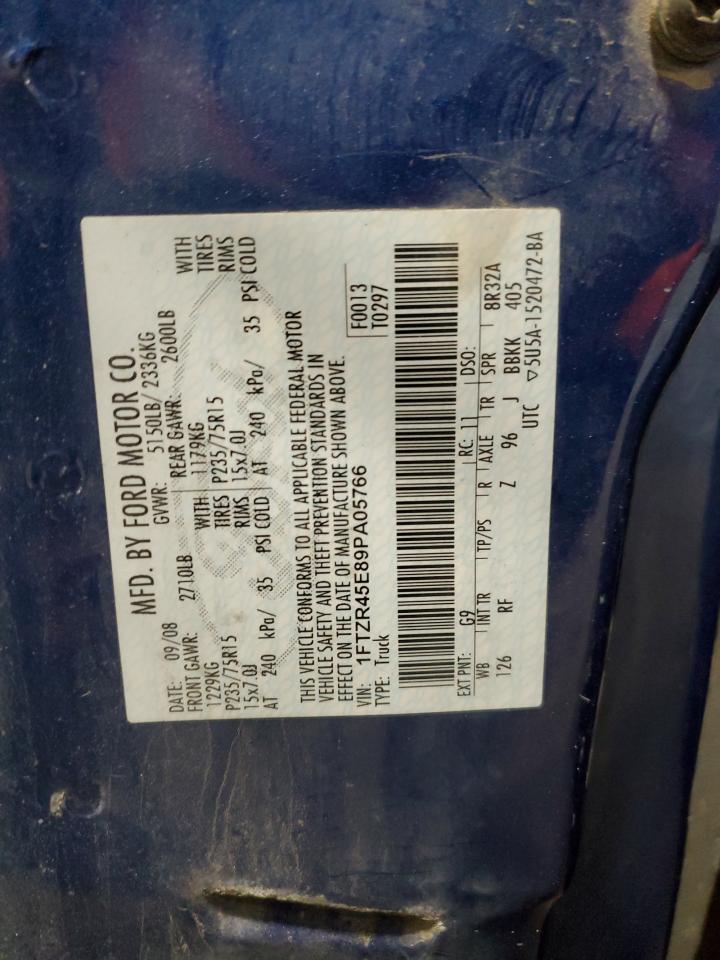 MFD. BY FORD MOTOR CO.
DATE: 09/08 GVWR: 5150LB/ 2336KG
FRONT GAWR: 2710LB REAR GAWR: 2600LB
1229KG WITH 1179KG WITH
P235/75R15 TIRES P235/75R15 TIRES
15x7.0J RIMS 15x7.0J RIMS
AT 240 kPa/ 35 PSI COLD AT 240 kPa/ 35 PSI COLD
THIS VEHICLE CONFORMS TO ALL APPLICABLE FEDERAL MOTOR
VEHICLE SAFETY AND THEFT PREVENTION STANDARDS IN
EFFECT ON THE DATE OF MANUFACTURE SHOWN ABOVE.
VIN: 1FTZR45E89PA05766 F0013
TYPE: Truck T0297
EXT PNT: G9 RC: 11 DSO:
WB INT TR TP/PS R AXLE TR SPR 8R32A
126 RF Z 96 J BBKK 405
UTC ▽5U5A-1520472-BA